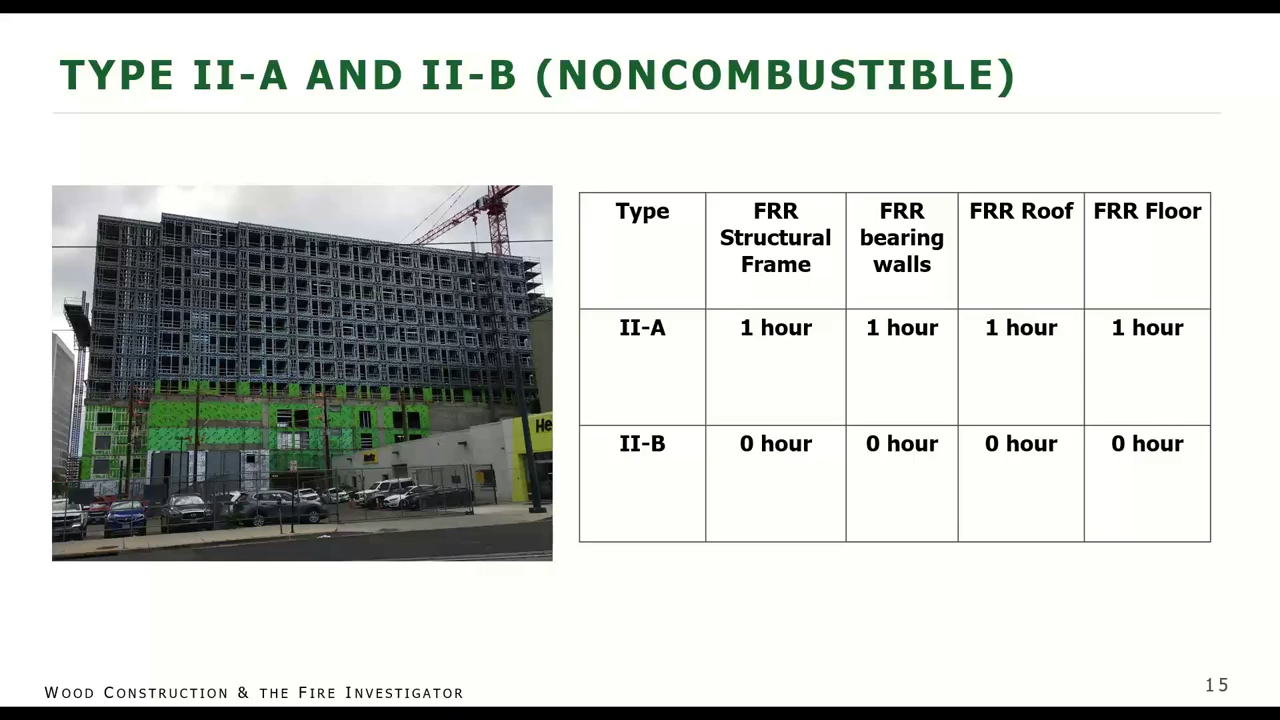 TYPE II-A AND II-B (NONCOMBUSTIBLE)
Type
FRR
Structural
Frame
FRR
bearing
walls
FRR Roof
FRR Floor
II-A
1 hour
1 hour
1 hour
1 hour
II-B
0 hour
0 hour
0 hour
0 hour
He
WOOD CONSTRUCTION & THE FIRE INVESTIGATOR
15